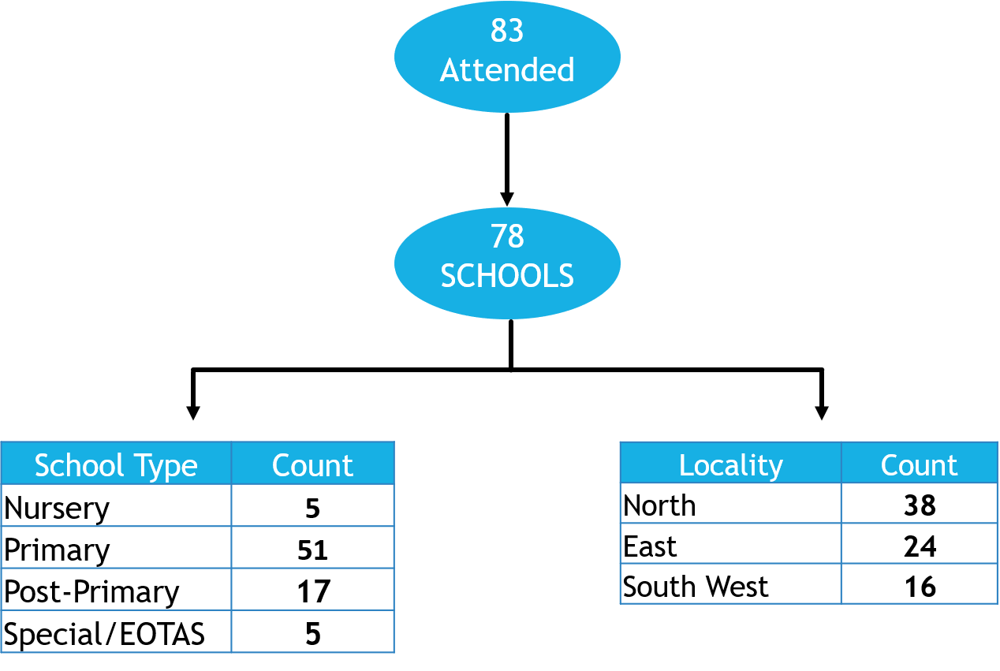 83
Attended
78
SCHOOLS
School Type Count
Nursery 5
Primary 51
Post-Primary 17
Special/EOTAS 5
Locality Count
North 38
East 24
South West 16